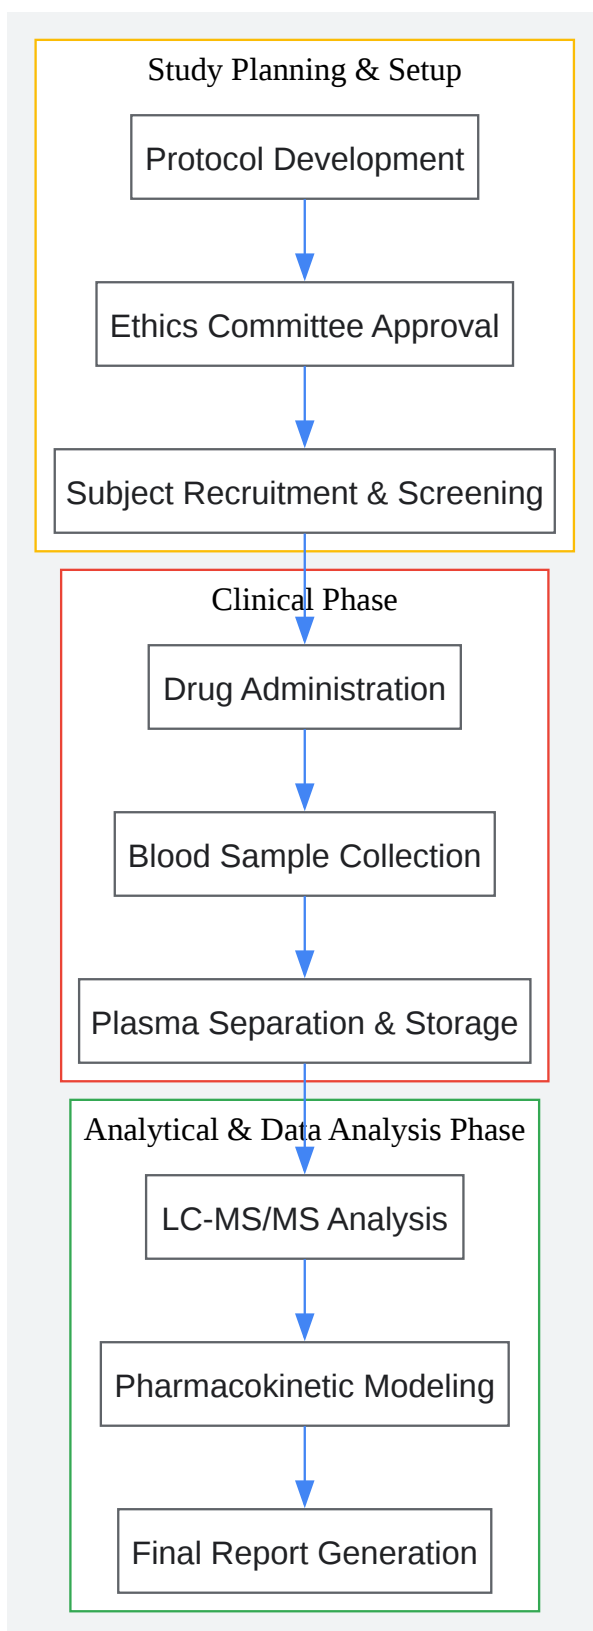 Study Planning & Setup
Protocol Development
Ethics Committee Approval
Subject Recruitment & Screening
Clinical Phase
Drug Administration
Blood Sample Collection
Plasma Separation & Storage
Analytical & Data Analysis Phase
LC-MS/MS Analysis
Pharmacokinetic Modeling
Final Report Generation